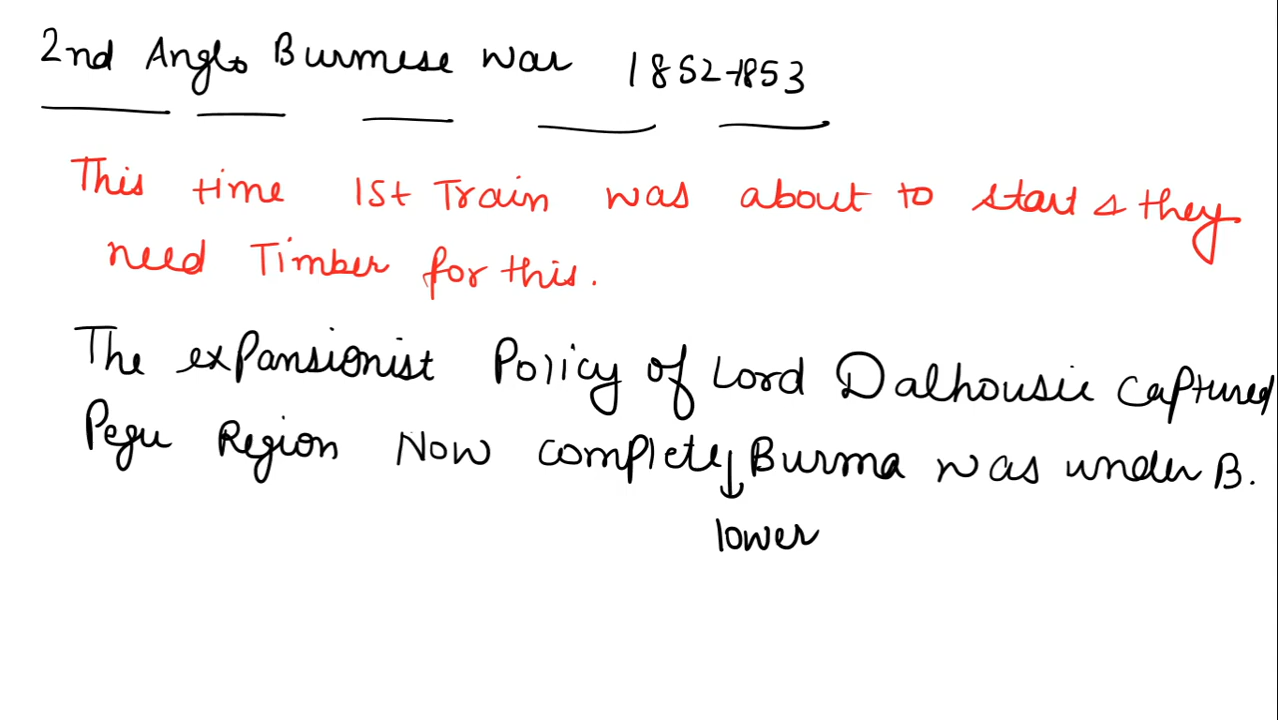 2nd Anglo Burmese War 1852-1853
This time 1st Train was about to start & they
need Timber for this.
The expansionist Policy of Lord Dalhousie captured
Pegu Region Now complete Burma was under B.
lower